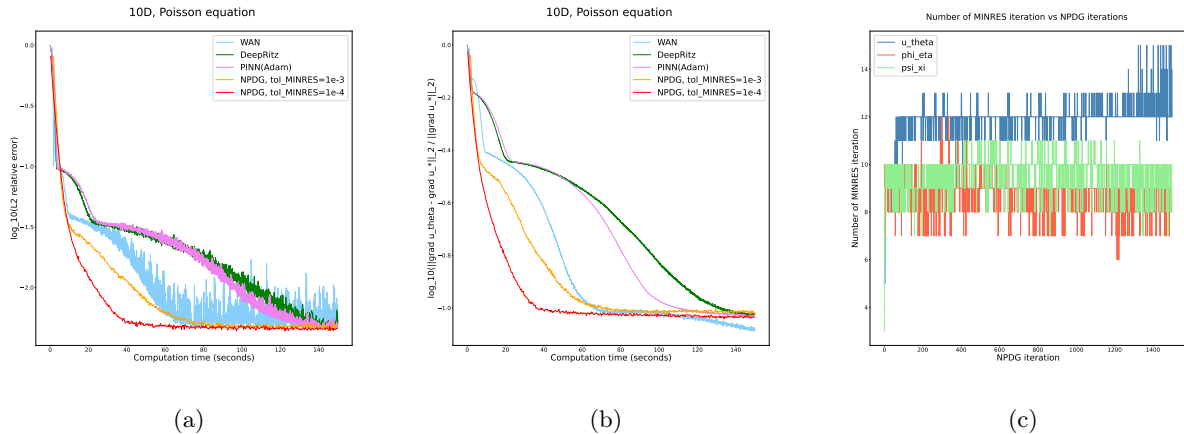 10D, Poisson equation
WAN
DeepRitz
PINN(Adam)
NPDG, tol_MINRES=1e-3
NPDG, tol_MINRES=1e-4
log_10(L2 relative error)
0.0
−0.5
−1.0
−1.5
−2.0
0
20
40
60
80
100
120
140
Computation time (seconds)
(a)
10D, Poisson equation
WAN
DeepRitz
PINN(Adam)
NPDG, tol_MINRES=1e-3
NPDG, tol_MINRES=1e-4
log_10(||grad u_theta - grad u_*||_2 / ||grad u_*||_2)
0.0
−0.2
−0.4
−0.6
−0.8
−1.0
0
20
40
60
80
100
120
140
Computation time (seconds)
(b)
Number of MINRES iteration vs NPDG iterations
u_theta
phi_eta
psi_xi
Number of MINRES iteration
14
12
10
8
6
4
0
200
400
600
800
1000
1200
1400
NPDG iteration
(c)